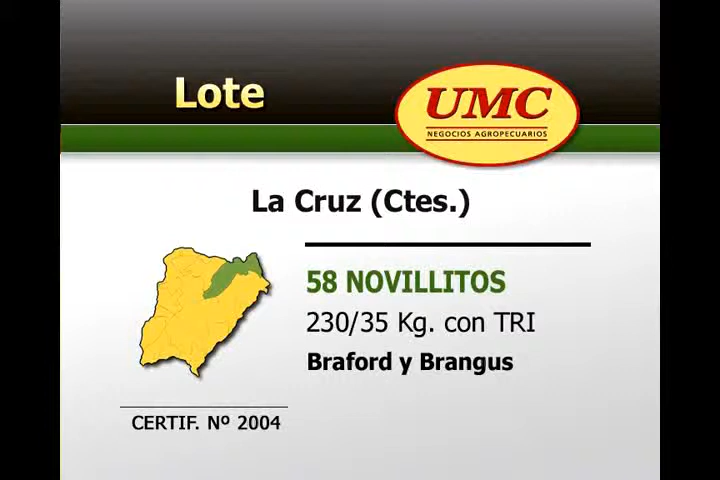 Lote
UMC
NEGOCIOS AGROPECUARIOS
La Cruz (Ctes.)
58 NOVILLITOS
230/35 Kg. con TRI
Braford y Brangus
CERTIF. Nº 2004